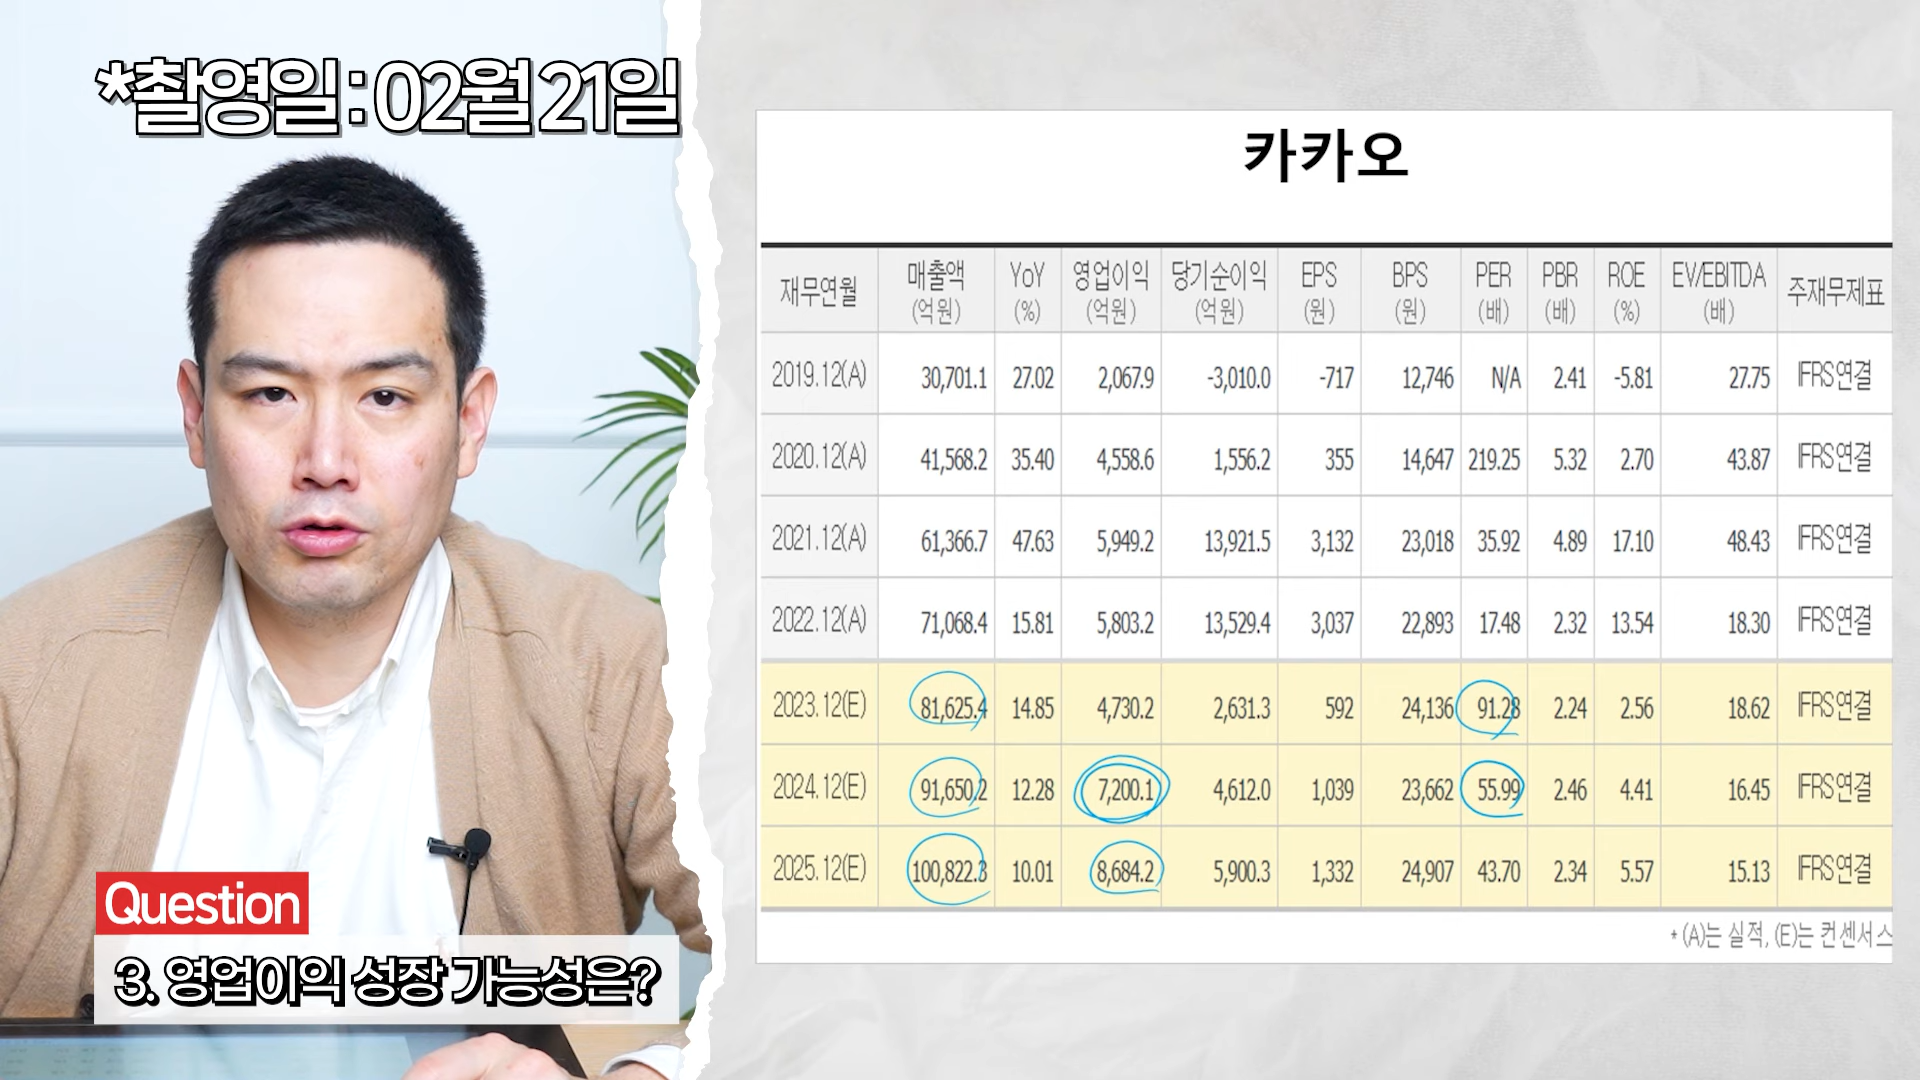 *촬영일 : 02월 21일
Question
3. 영업이익 성장 가능성은?
카카오
재무연월 매출액 (억원) YoY (%) 영업이익 (억원) 당기순이익 (억원) EPS (원) BPS (원) PER (배) PBR (배) ROE (%) EV/EBITDA (배) 주재무제표
2019.12(A) 30,701.1 27.02 2,067.9 -3,010.0 -717 12,746 N/A 2.41 -5.81 27.75 IFRS연결
2020.12(A) 41,568.2 35.40 4,558.6 1,556.2 355 14,647 219.25 5.32 2.70 43.87 IFRS연결
2021.12(A) 61,366.7 47.63 5,949.2 13,921.5 3,132 23,018 35.92 4.89 17.10 48.43 IFRS연결
2022.12(A) 71,068.4 15.81 5,803.2 13,529.4 3,037 22,893 17.48 2.32 13.54 18.30 IFRS연결
2023.12(E) 81,625.4 14.85 4,730.2 2,631.3 592 24,136 91.28 2.24 2.56 18.62 IFRS연결
2024.12(E) 91,650.2 12.28 7,200.1 4,612.0 1,039 23,662 55.99 2.46 4.41 16.45 IFRS연결
2025.12(E) 100,822.3 10.01 8,684.2 5,900.3 1,332 24,907 43.70 2.34 5.57 15.13 IFRS연결
* (A)는 실적, (E)는 컨센서스